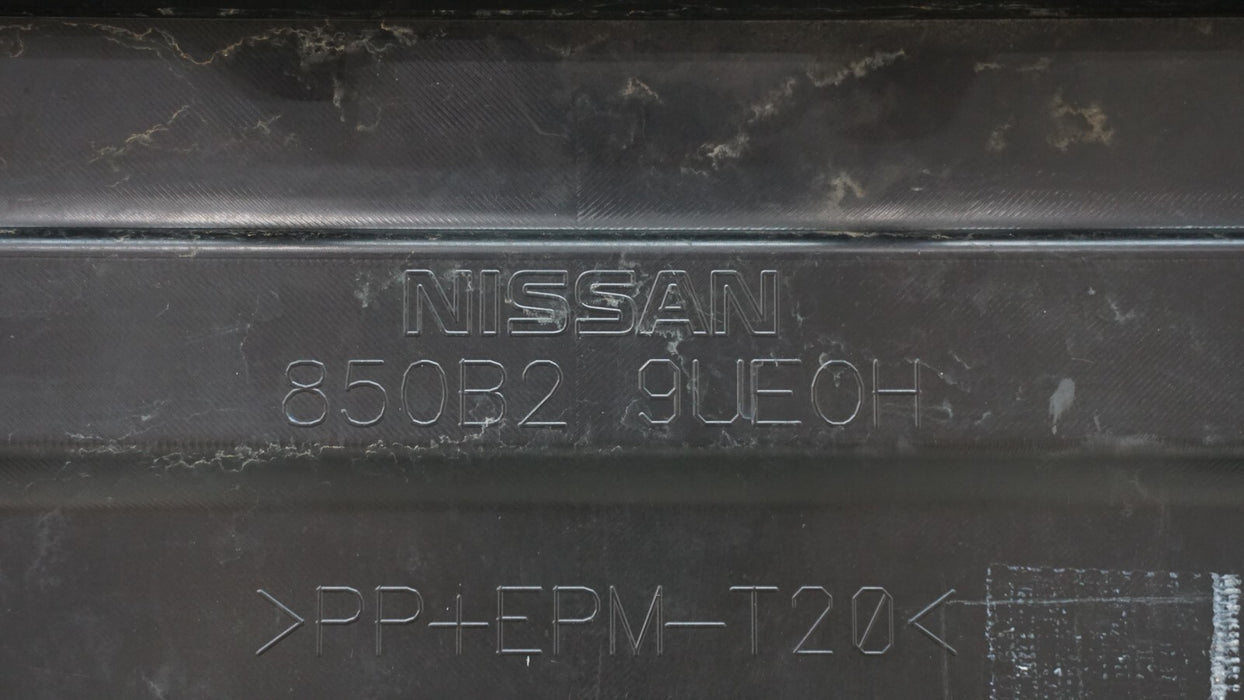 NISSAN
850B2 9UE0H
>PP+EPM-T20<